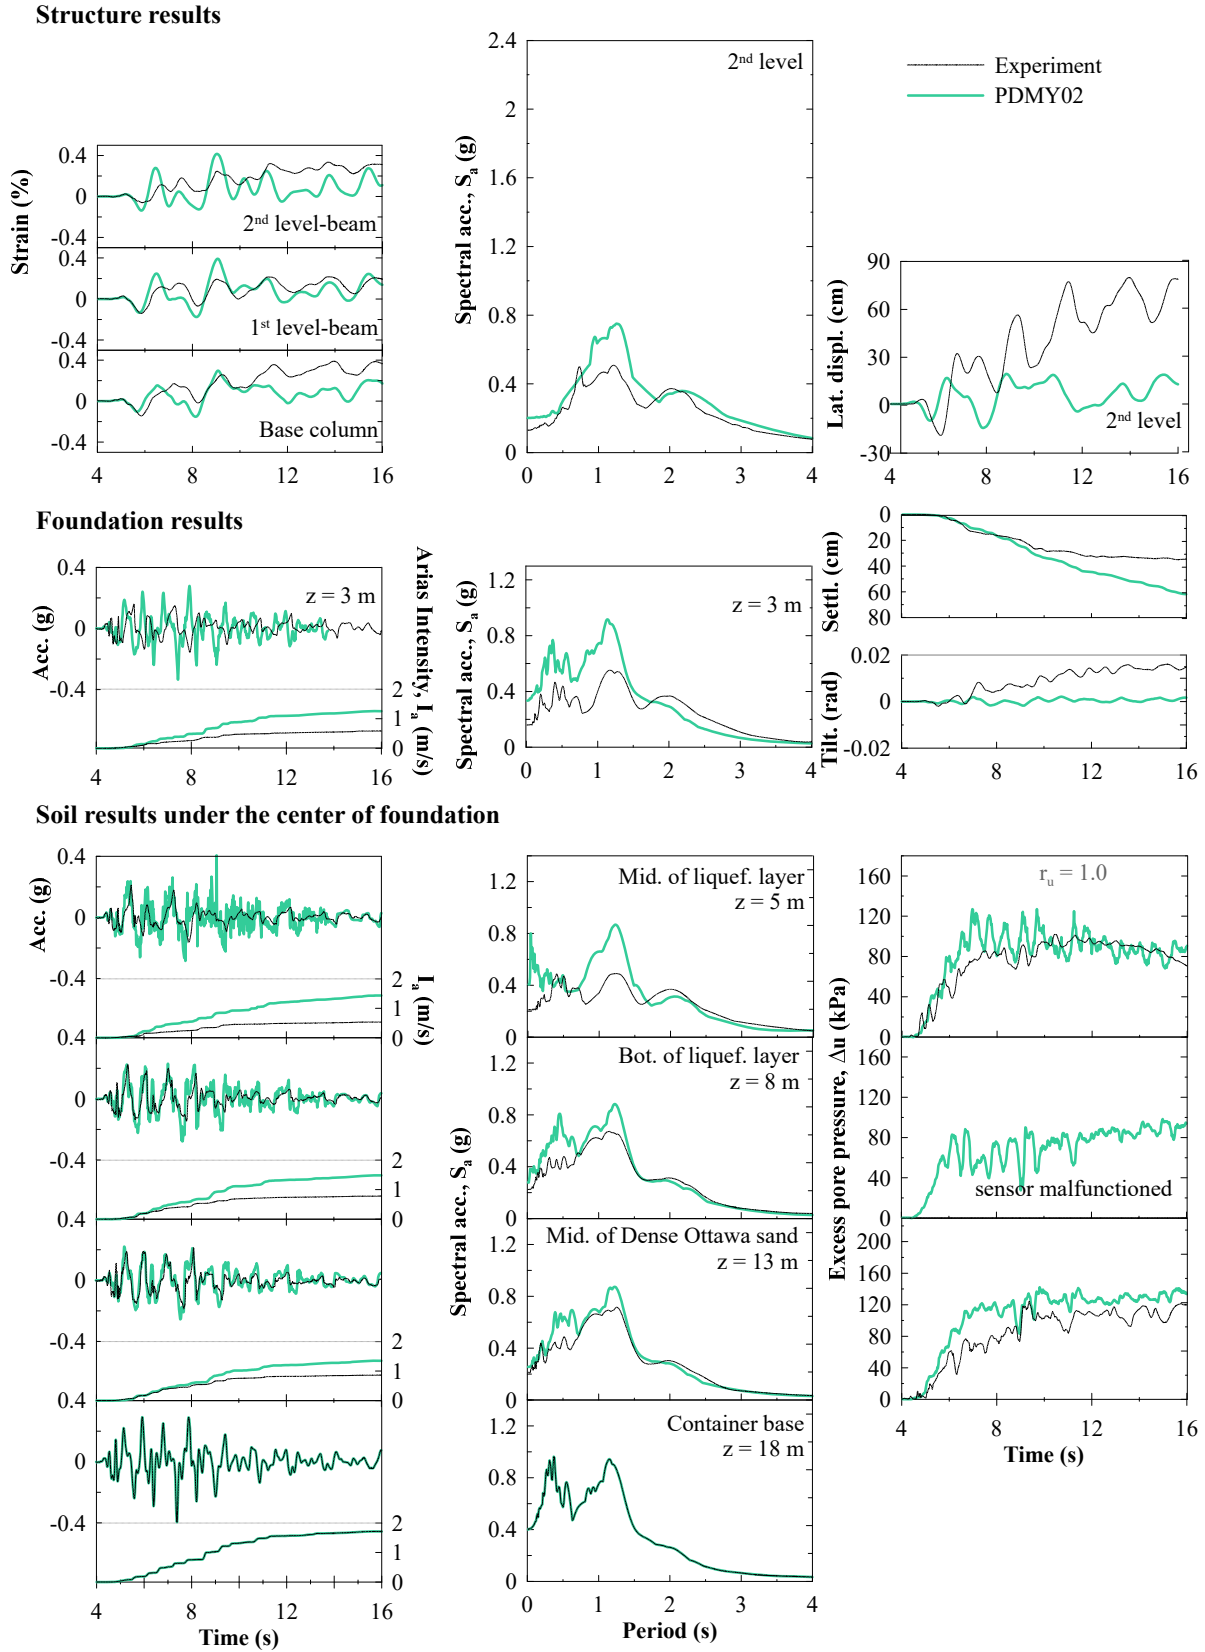 Structure results
2.4
2
1.6
1.2
0.8
0.4
0
Spectral acc., Sₐ (g)
2ⁿᵈ level
0 1 2 3 4
Experiment
PDMY02
Strain (%)
0.4
0
-0.4
2ⁿᵈ level-beam
0.4
0
-0.4
1ˢᵗ level-beam
0.4
0
-0.4
Base column
4 8 12 16
Lat. displ. (cm)
90
60
30
0
-30
2ⁿᵈ level
4 6 8 10 12 14 16
Foundation results
Acc. (g)
0.4
0
-0.4
z = 3 m
Arias Intensity, Iₐ (m/s)
2
1
0
4 8 12 16
Spectral acc., Sₐ (g)
1.2
0.8
0.4
0
z = 3 m
0 1 2 3 4
Settl. (cm)
0
20
40
60
80
Tilt. (rad)
0.02
0
-0.02
4 8 12 16
Soil results under the center of foundation
Acc. (g)
0.4
0
-0.4
2
1
0
Iₐ (m/s)
0.4
0
-0.4
2
1
0
0.4
0
-0.4
2
1
0
0.4
0
-0.4
2
1
0
4 8 12 16
Time (s)
Spectral acc., Sₐ (g)
1.2
0.8
0.4
0
Mid. of liquef. layer
z = 5 m
1.2
0.8
0.4
0
Bot. of liquef. layer
z = 8 m
1.2
0.8
0.4
0
Mid. of Dense Ottawa sand
z = 13 m
1.2
0.8
0.4
0
Container base
z = 18 m
0 1 2 3 4
Period (s)
Excess pore pressure, Δu (kPa)
160
120
80
40
0
rᵤ = 1.0
160
120
80
40
0
sensor malfunctioned
200
160
120
80
40
0
4 8 12 16
Time (s)